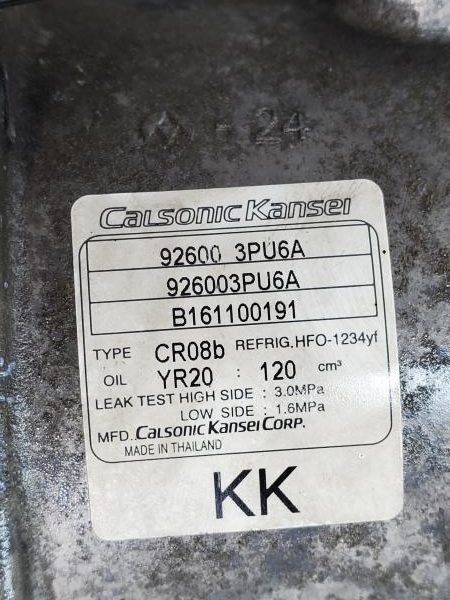 - 24
Calsonic Kansei
92600 3PU6A
926003PU6A
B161100191
TYPE CR08b REFRIG.HFO-1234yf
OIL YR20 : 120 cm³
LEAK TEST HIGH SIDE : 3.0MPa
LOW SIDE : 1.6MPa
MFD. Calsonic Kansei Corp.
MADE IN THAILAND
KK